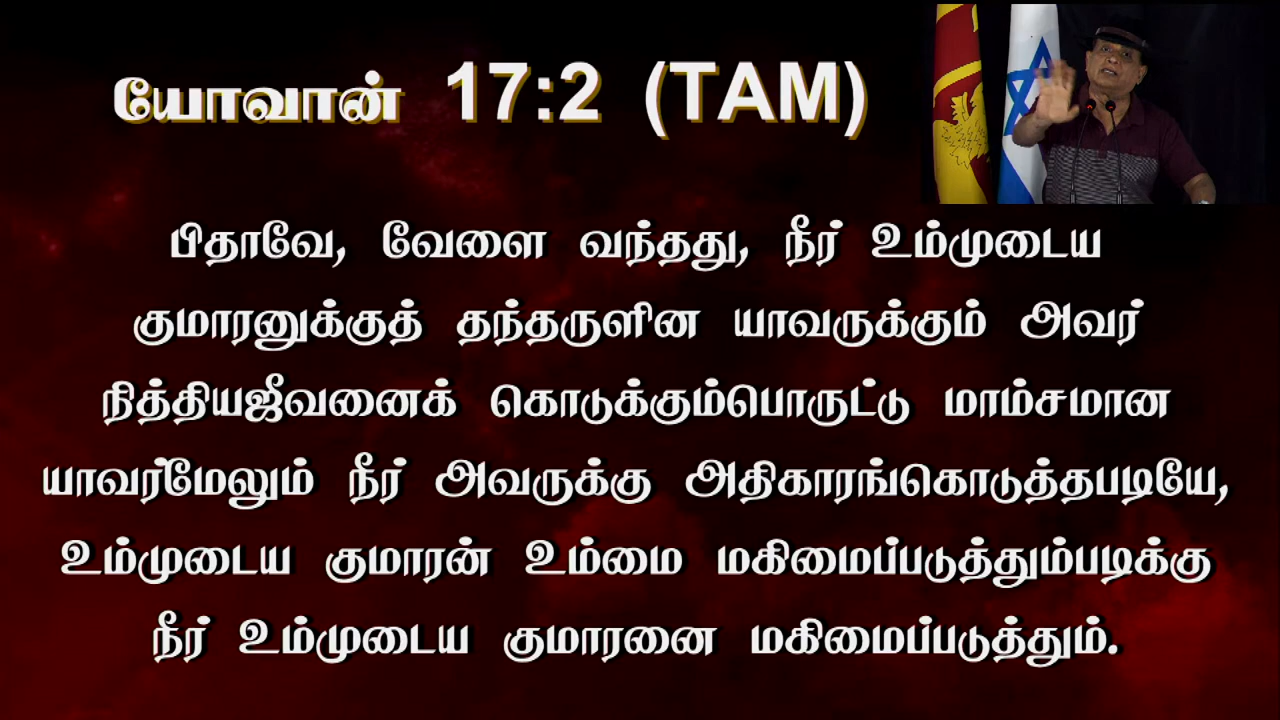 யோவான் 17:2 (TAM)
பிதாவே, வேளை வந்தது, நீர் உம்முடைய
குமாரனுக்குத் தந்தருளின யாவருக்கும் அவர்
நித்தியஜீவனைக் கொடுக்கும்பொருட்டு மாம்சமான
யாவர்மேலும் நீர் அவருக்கு அதிகாரங்கொடுத்தபடியே,
உம்முடைய குமாரன் உம்மை மகிமைப்படுத்தும்படிக்கு
நீர் உம்முடைய குமாரனை மகிமைப்படுத்தும்.